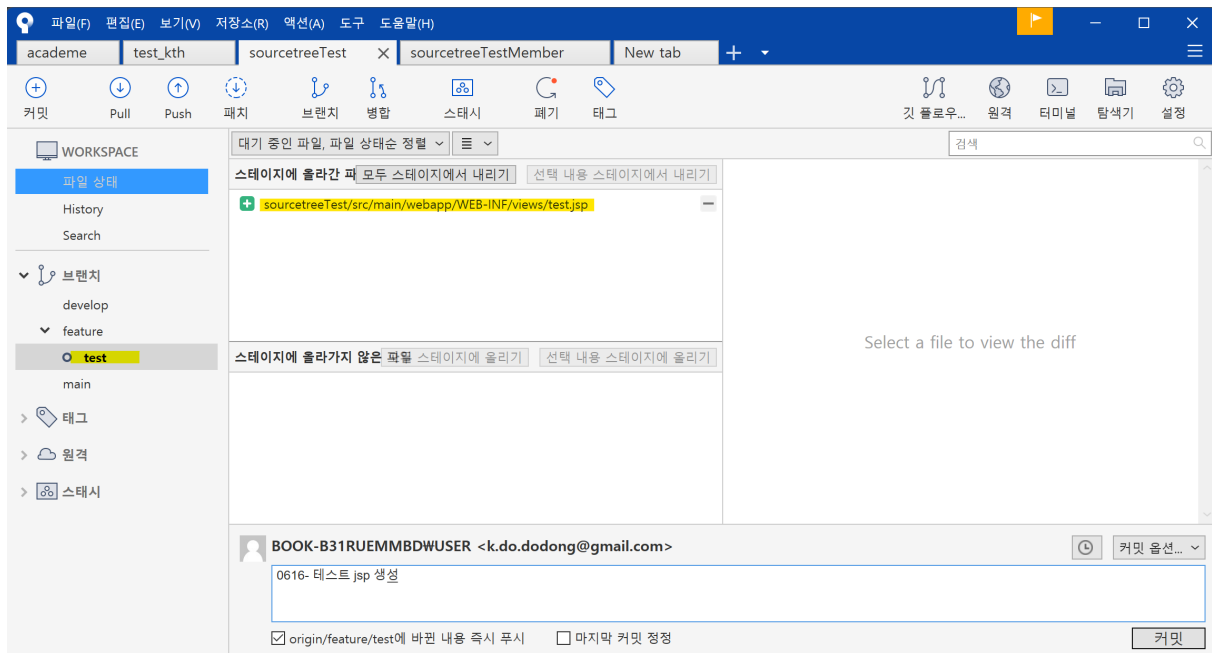 파일(F) 편집(E) 보기(V) 저장소(R) 액션(A) 도구 도움말(H)
academe test_kth sourcetreeTest sourcetreeTestMember New tab
커밋 Pull Push 패치 브랜치 병합 스태시 폐기 태그 깃 플로우... 원격 터미널 탐색기 설정
WORKSPACE
파일 상태
History
Search
브랜치
develop
feature
test
main
태그
원격
스태시
대기 중인 파일, 파일 상태순 정렬
검색
스테이지에 올라간 파 모두 스테이지에서 내리기 선택 내용 스테이지에서 내리기
sourcetreeTest/src/main/webapp/WEB-INF/views/test.jsp
스테이지에 올라가지 않은 스테이지에 올리기 선택 내용 스테이지에 올리기
Select a file to view the diff
BOOK-B31RUEMMBD₩USER <k.do.dodong@gmail.com>
커밋 옵션...
0616- 테스트 jsp 생성
origin/feature/test에 바뀐 내용 즉시 푸시 마지막 커밋 정정
커밋